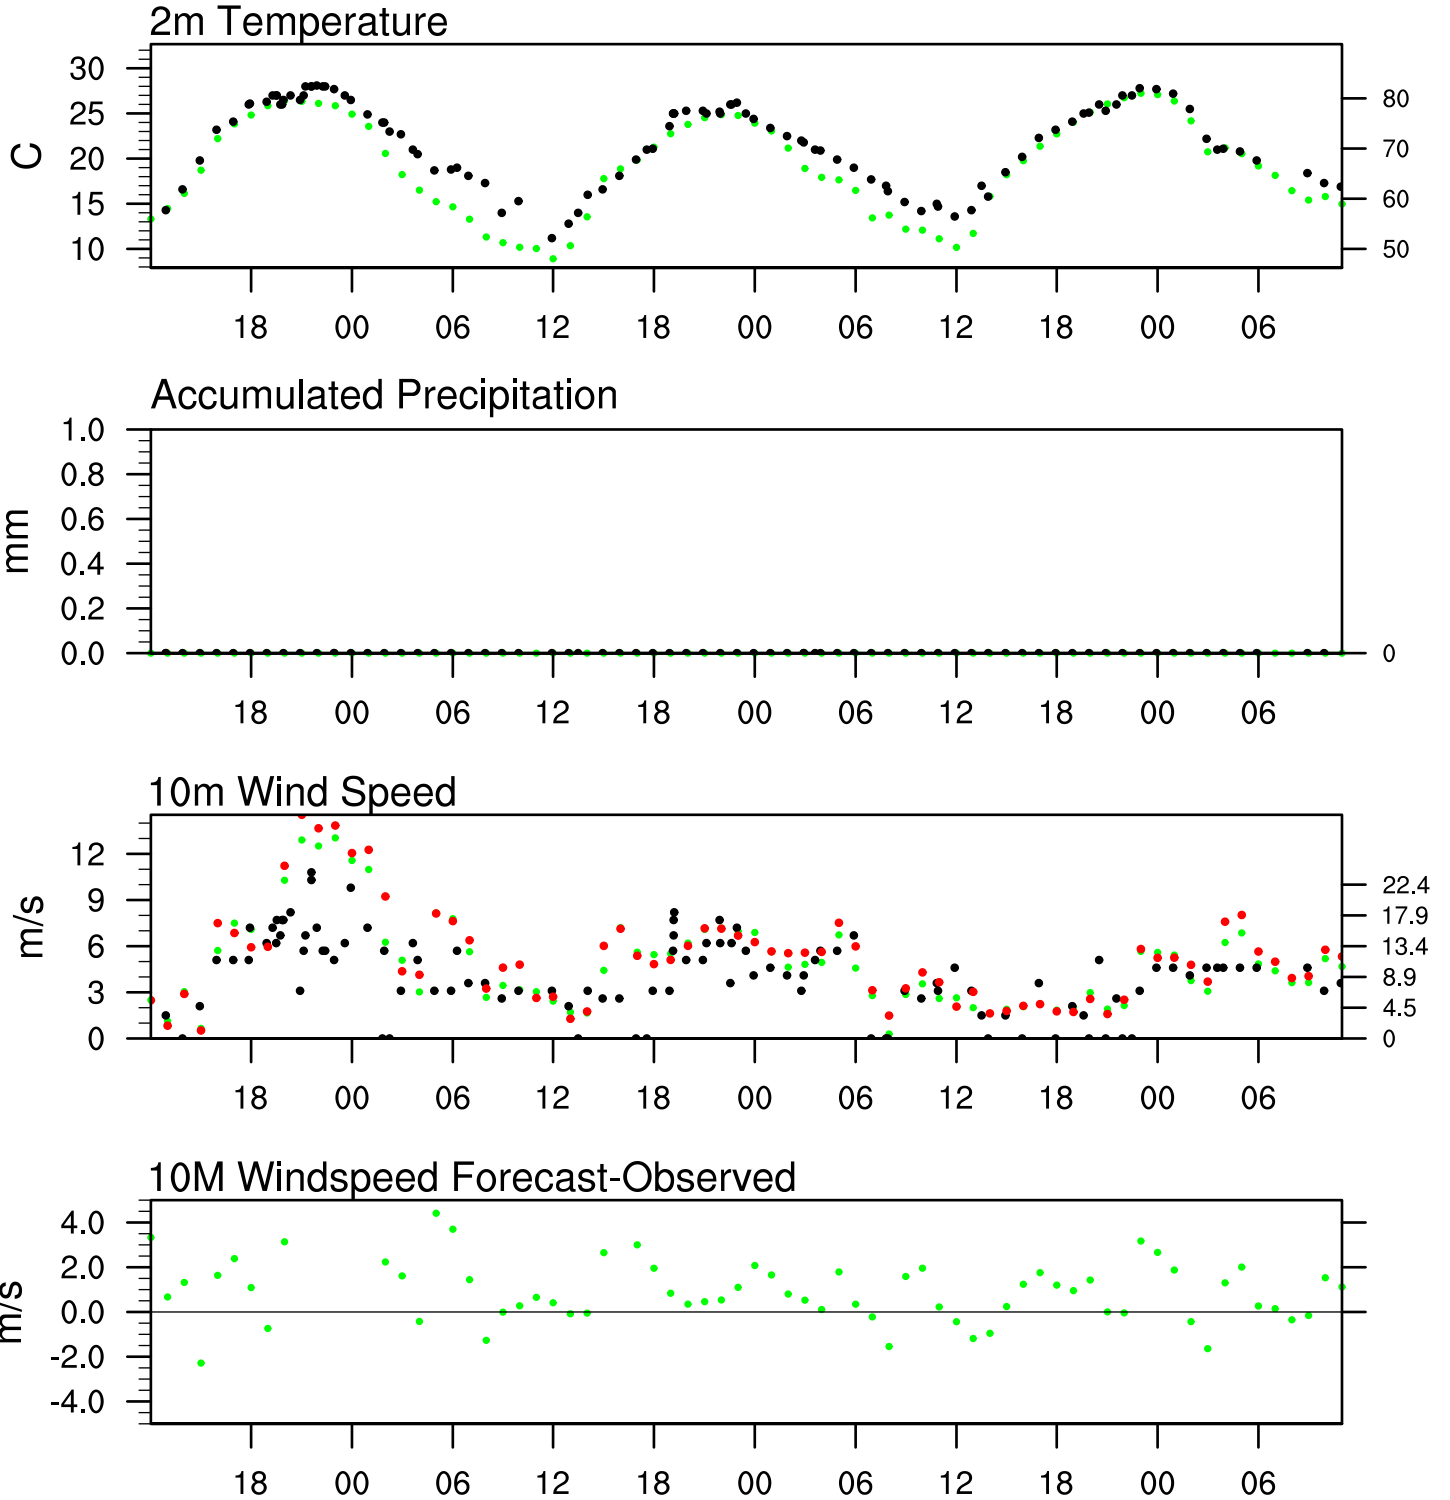 2m Temperature
30
25
20
15
10
C
80
70
60
50
18 00 06 12 18 00 06 12 18 00 06
Accumulated Precipitation
1.0
0.8
0.6
0.4
0.2
0.0
mm
0
18 00 06 12 18 00 06 12 18 00 06
10m Wind Speed
12
9
6
3
0
m/s
22.4
17.9
13.4
8.9
4.5
0
18 00 06 12 18 00 06 12 18 00 06
10M Windspeed Forecast-Observed
4.0
2.0
0.0
-2.0
-4.0
m/s
18 00 06 12 18 00 06 12 18 00 06